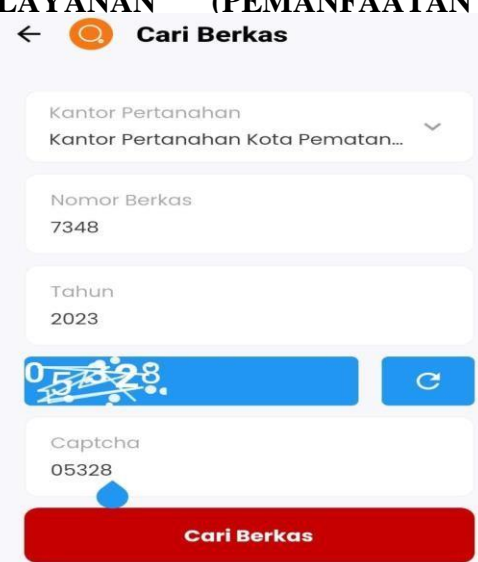 LAYANAN (PEMANFAATAN
Cari Berkas
Kantor Pertanahan
Kantor Pertanahan Kota Pematan...
Nomor Berkas
7348
Tahun
2023
05328
Captcha
05328
Cari Berkas